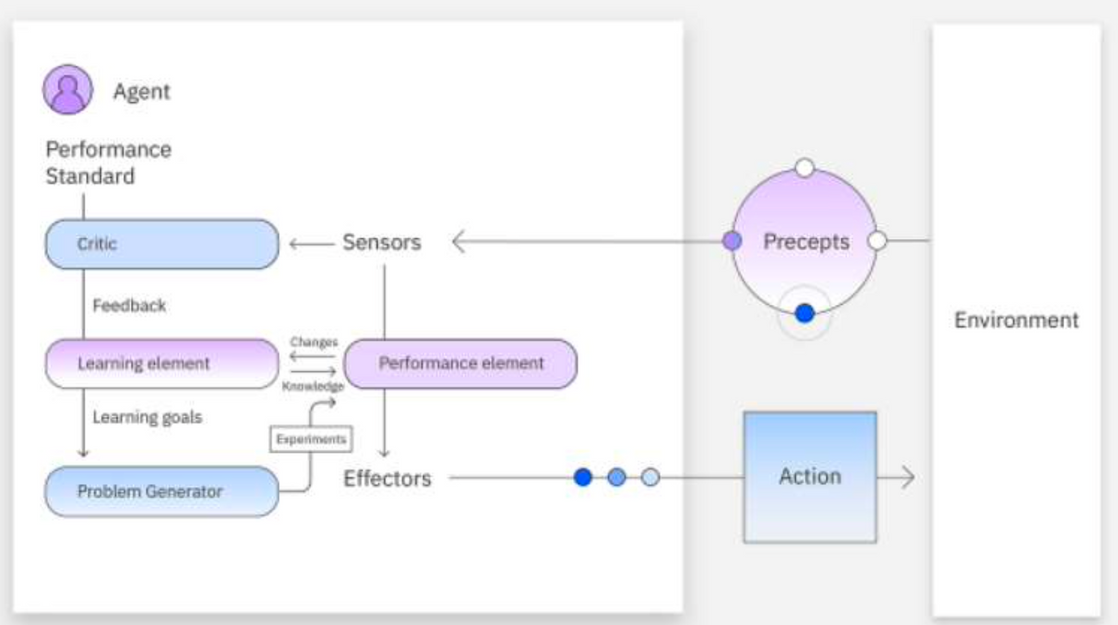 Agent
Performance
Standard
Critic
Sensors
Precepts
Feedback
Environment
Changes
Learning element
Performance element
Knowledge
Learning goals
Experiments
Problem Generator
Effectors
Action